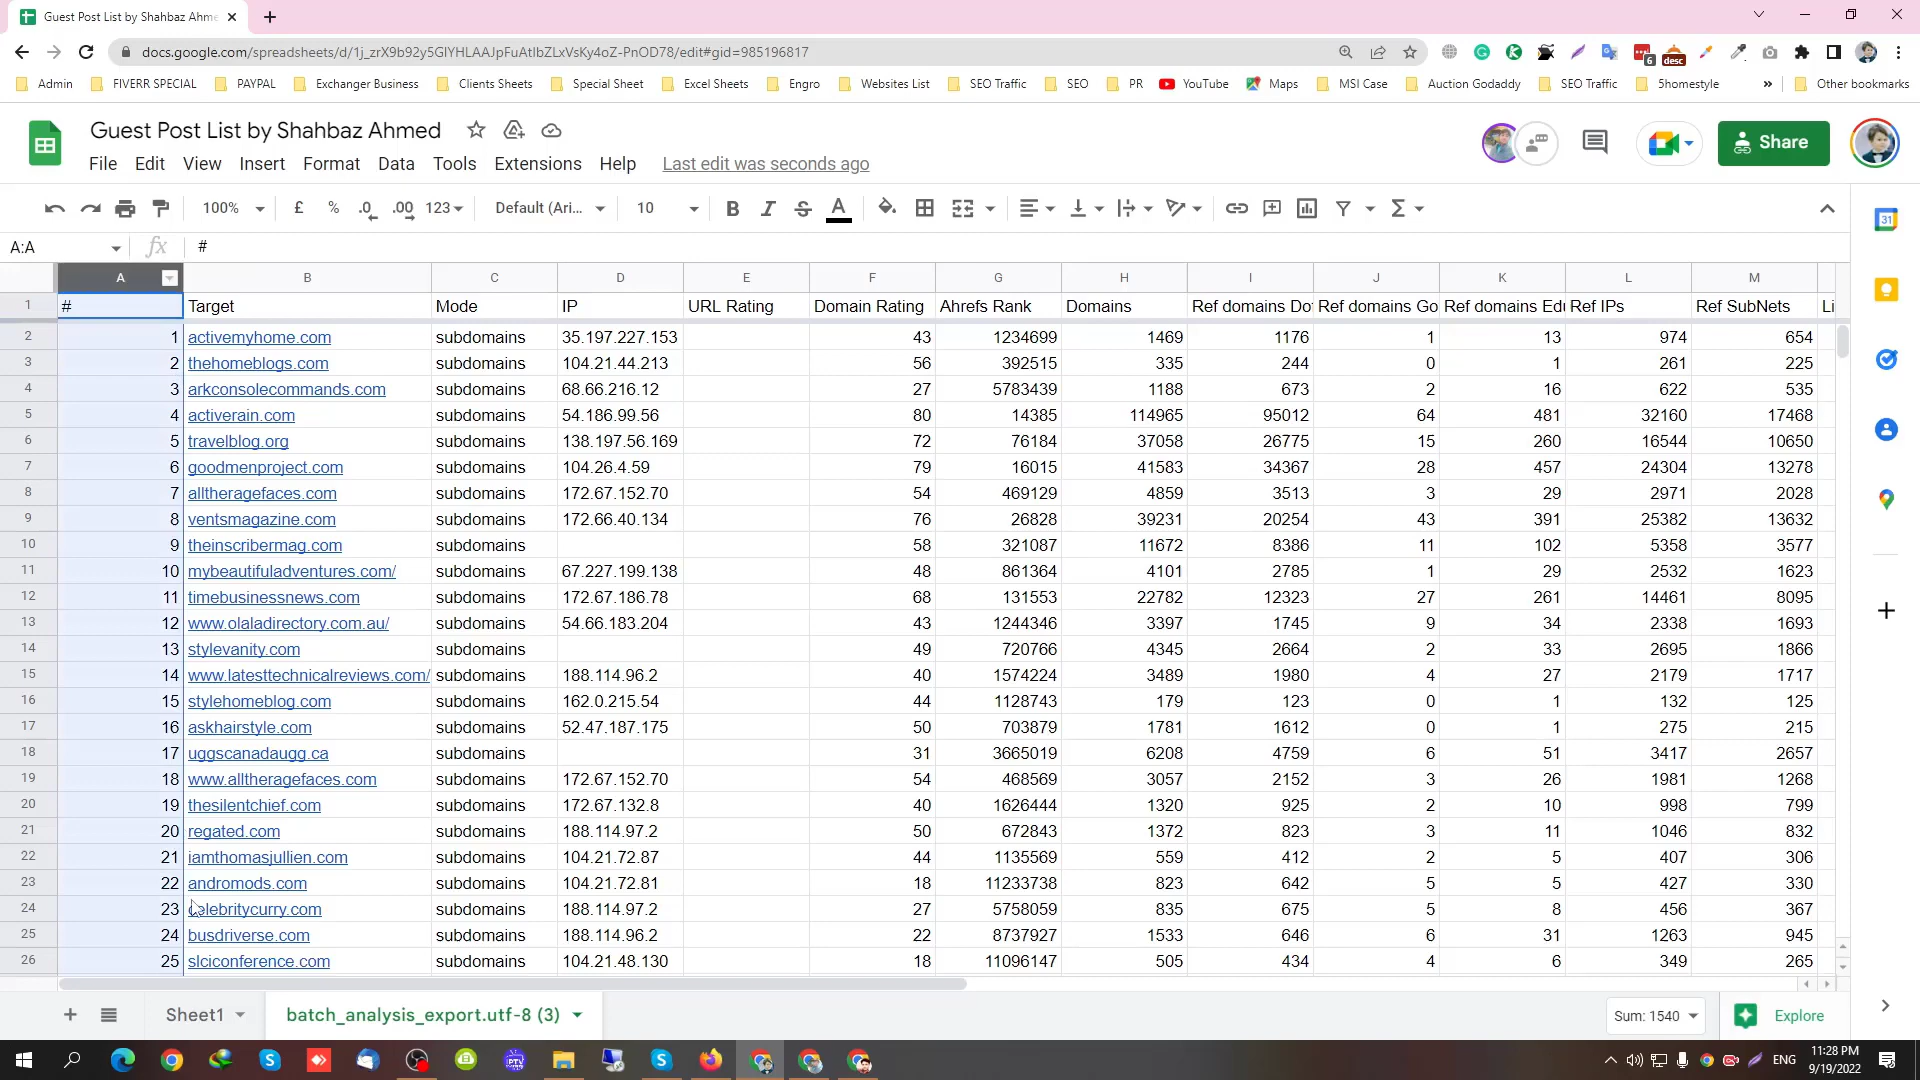 Guest Post List by Shahbaz Ahme
docs.google.com/spreadsheets/d/1j_zrX9b92y5GlYHLAAJpFuAtIbZLxVsKy4oZ-PnOD78/edit#gid=985196817
6
desc
Admin FIVERR SPECIAL PAYPAL Exchanger Business Clients Sheets Special Sheet Excel Sheets Engro Websites List SEO Traffic SEO PR YouTube Maps MSI Case Auction Godaddy SEO Traffic 5homestyle » Other bookmarks
Guest Post List by Shahbaz Ahmed
Share
File Edit View Insert Format Data Tools Extensions Help Last edit was seconds ago
100% £ % .0 .00 123 Default (Ari... 10 B I S A Σ
31
A:A fx #
A B C D E F G H I J K L M
1 # Target Mode IP URL Rating Domain Rating Ahrefs Rank Domains Ref domains Dof Ref domains Go Ref domains Edu Ref IPs Ref SubNets Li
2 1 activemyhome.com subdomains 35.197.227.153 43 1234699 1469 1176 1 13 974 654
3 2 thehomeblogs.com subdomains 104.21.44.213 56 392515 335 244 0 1 261 225
4 3 arkconsolecommands.com subdomains 68.66.216.12 27 5783439 1188 673 2 16 622 535
5 4 activerain.com subdomains 54.186.99.56 80 14385 114965 95012 64 481 32160 17468
6 5 travelblog.org subdomains 138.197.56.169 72 76184 37058 26775 15 260 16544 10650
7 6 goodmenproject.com subdomains 104.26.4.59 79 16015 41583 34367 28 457 24304 13278
8 7 alltheragefaces.com subdomains 172.67.152.70 54 469129 4859 3513 3 29 2971 2028
9 8 ventsmagazine.com subdomains 172.66.40.134 76 26828 39231 20254 43 391 25382 13632
10 9 theinscribermag.com subdomains 58 321087 11672 8386 11 102 5358 3577
11 10 mybeautifuladventures.com/ subdomains 67.227.199.138 48 861364 4101 2785 1 29 2532 1623
12 11 timebusinessnews.com subdomains 172.67.186.78 68 131553 22782 12323 27 261 14461 8095
13 12 www.olaladirectory.com.au/ subdomains 54.66.183.204 43 1244346 3397 1745 9 34 2338 1693
14 13 stylevanity.com subdomains 49 720766 4345 2664 2 33 2695 1866
15 14 www.latesttechnicalreviews.com/ subdomains 188.114.96.2 40 1574224 3489 1980 4 27 2179 1717
16 15 stylehomeblog.com subdomains 162.0.215.54 44 1128743 179 123 0 1 132 125
17 16 askhairstyle.com subdomains 52.47.187.175 50 703879 1781 1612 0 1 275 215
18 17 uggscanadaugg.ca subdomains 31 3665019 6208 4759 6 51 3417 2657
19 18 www.alltheragefaces.com subdomains 172.67.152.70 54 468569 3057 2152 3 26 1981 1268
20 19 thesilentchief.com subdomains 172.67.132.8 40 1626444 1320 925 2 10 998 799
21 20 regated.com subdomains 188.114.97.2 50 672843 1372 823 3 11 1046 832
22 21 iamthomasjullien.com subdomains 104.21.72.87 44 1135569 559 412 2 5 407 306
23 22 andromods.com subdomains 104.21.72.81 18 11233738 823 642 5 5 427 330
24 23 celebritycurry.com subdomains 188.114.97.2 27 5758059 835 675 5 8 456 367
25 24 busdriverse.com subdomains 188.114.96.2 22 8737927 1533 646 6 31 1263 945
26 25 slciconference.com subdomains 104.21.48.130 18 11096147 505 434 4 6 349 265
Sheet1 batch_analysis_export.utf-8 (3) Sum: 1540 Explore
IPTV
ENG 11:28 PM
9/19/2022